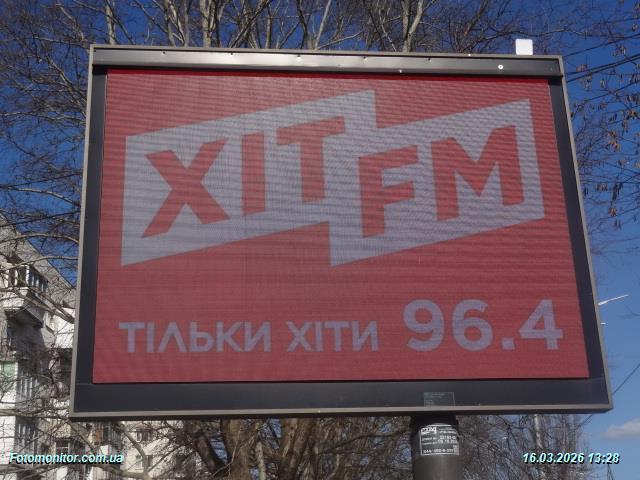 ХІТ FM
ТІЛЬКИ ХІТИ 96.4
Fotomonitor.com.ua
16.03.2026 13:28